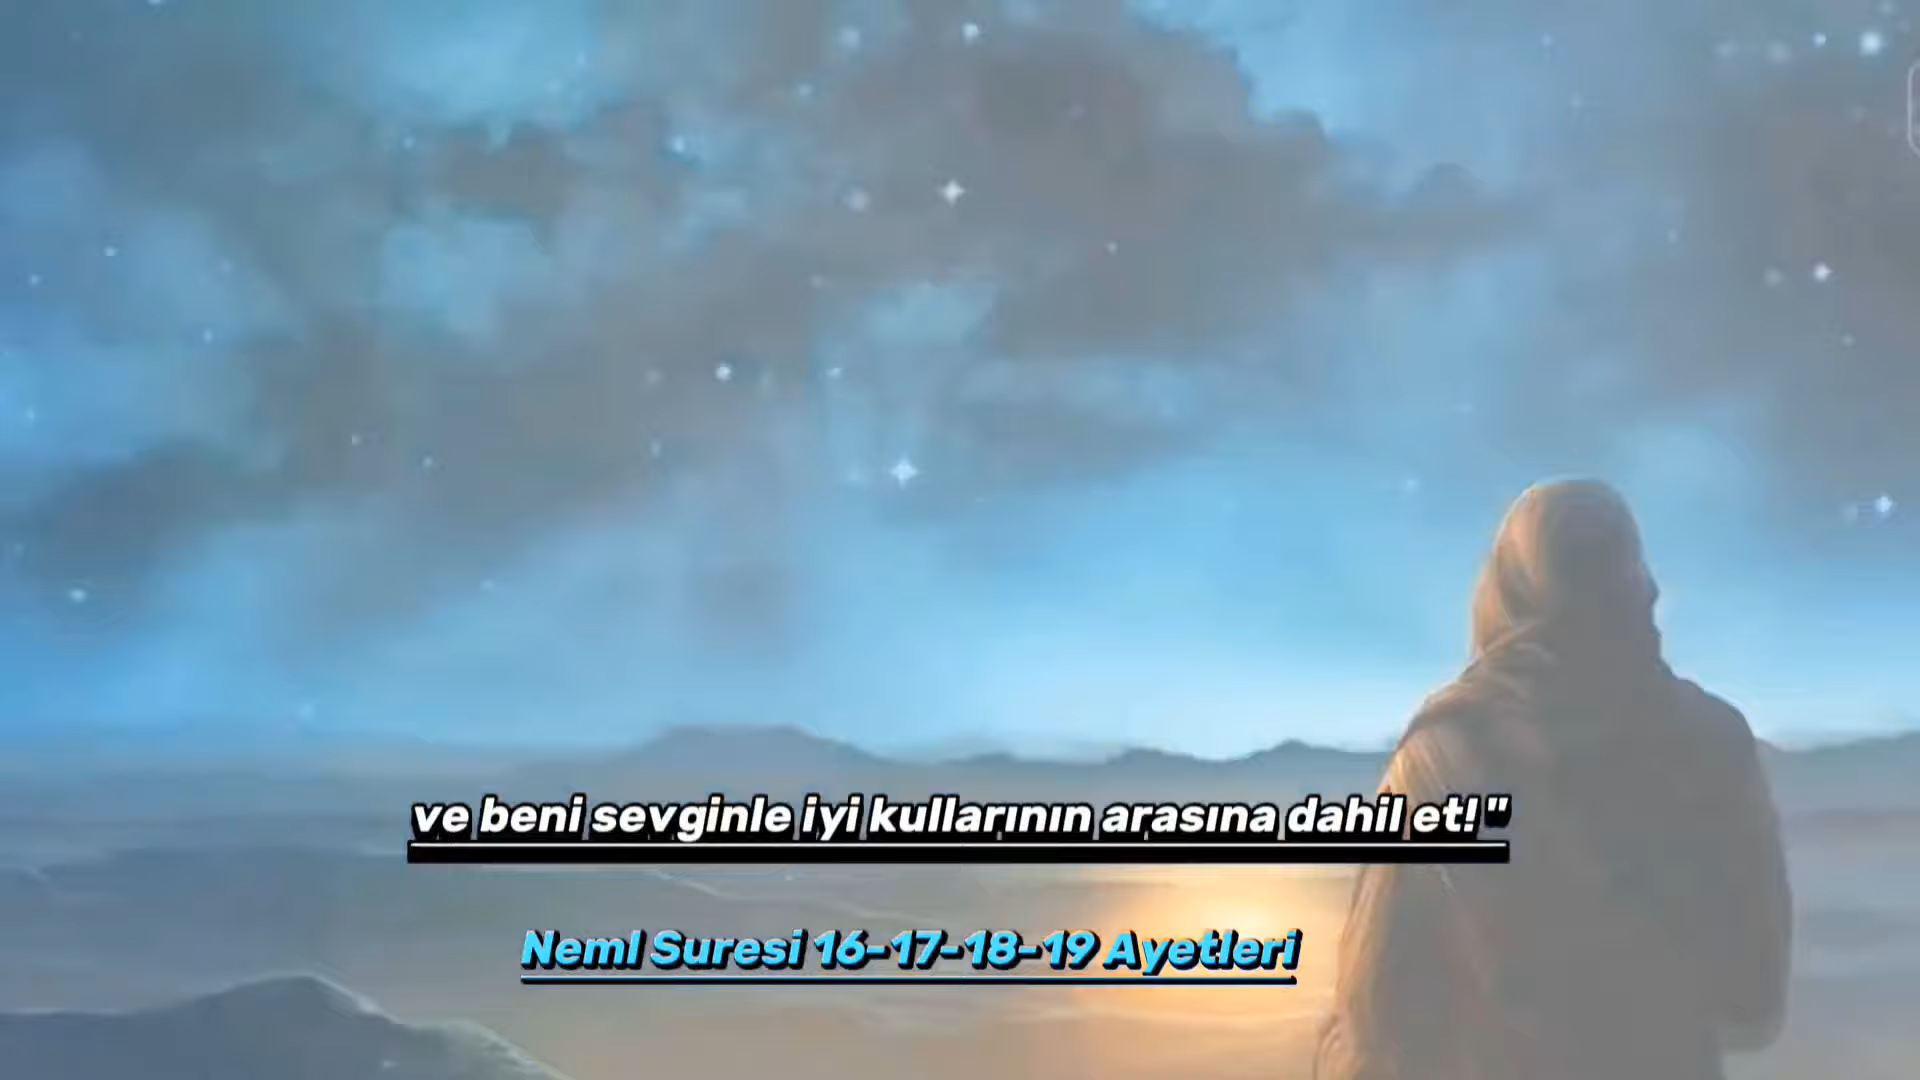 ve beni sevginle iyi kullarının arasına dahil et!"
Neml Suresi 16-17-18-19 Ayetleri